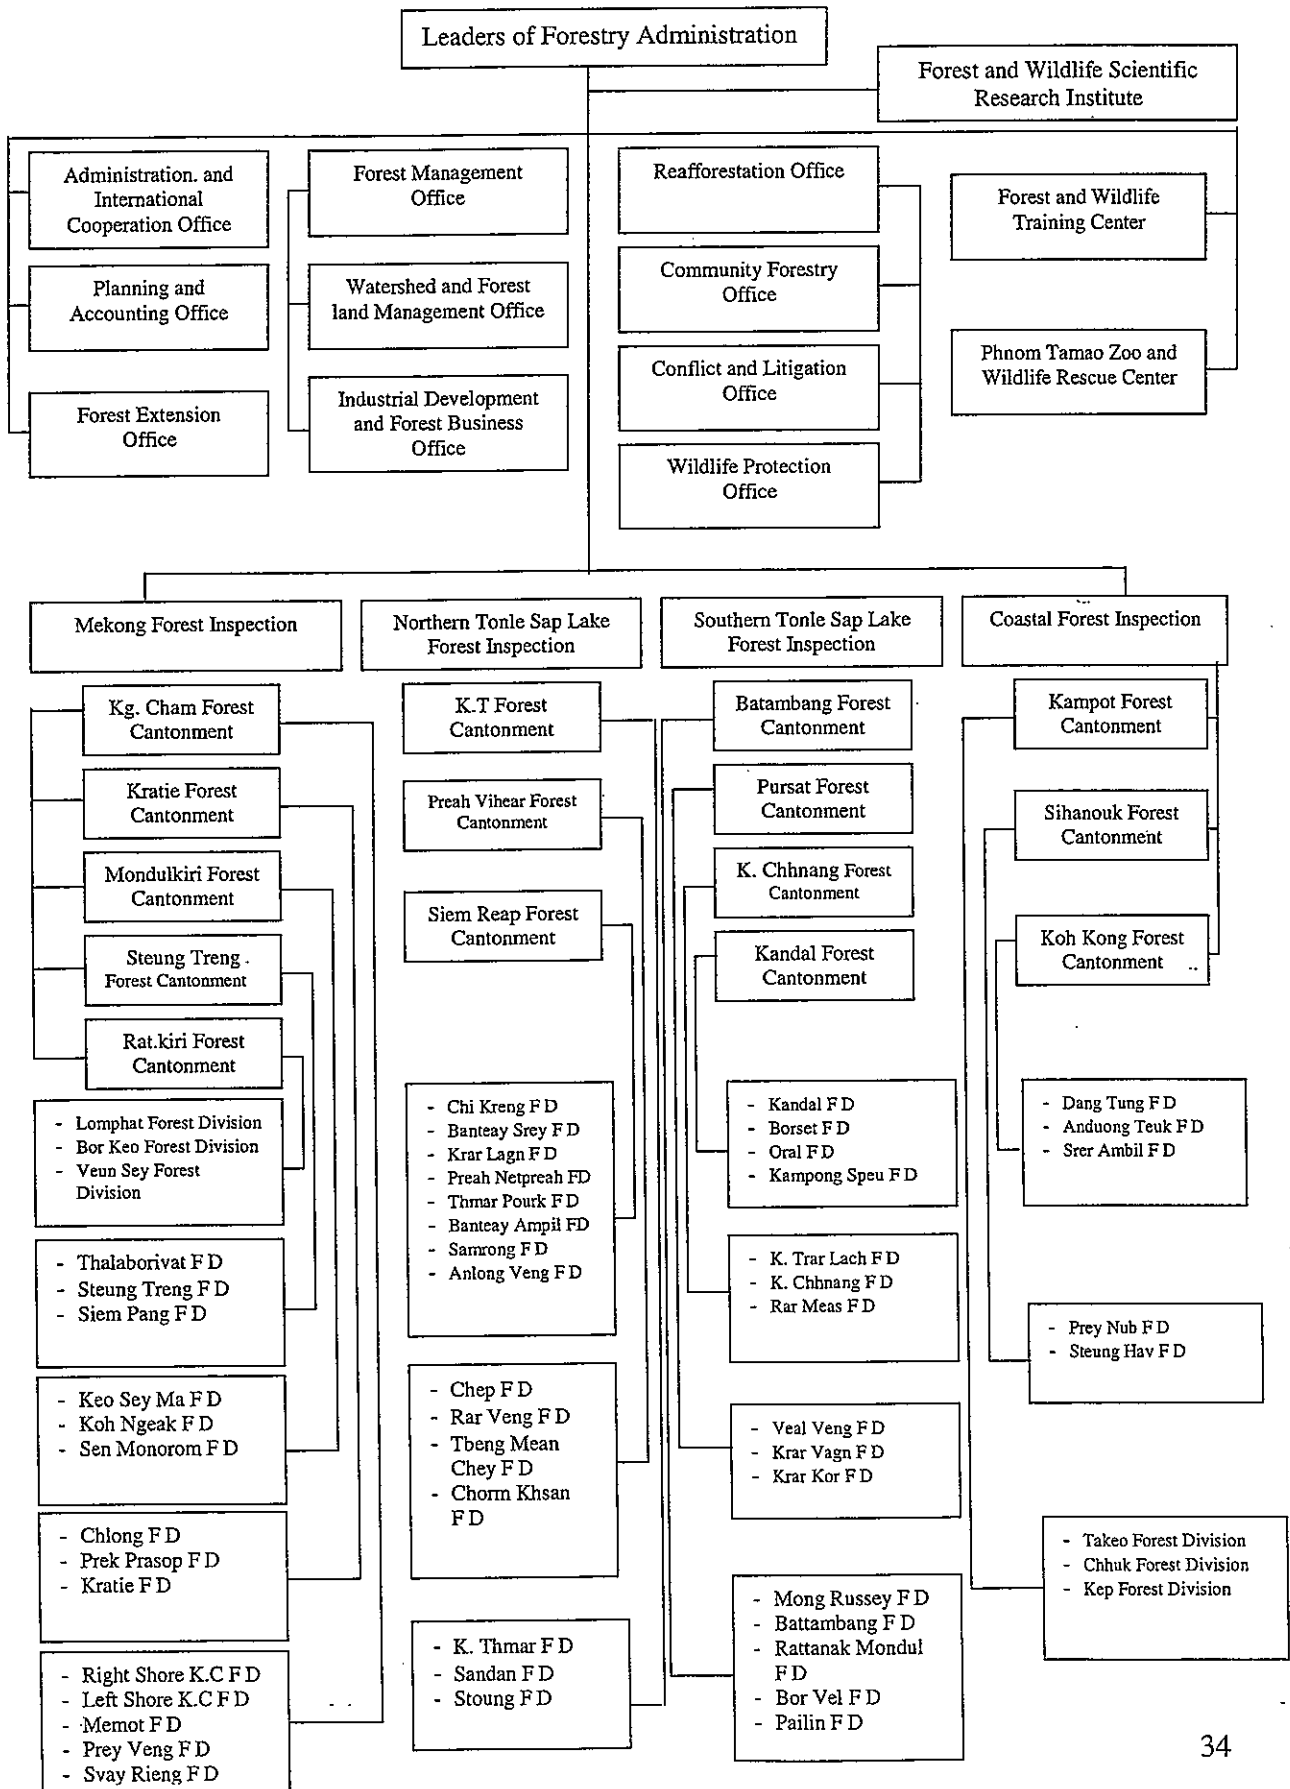 Leaders of Forestry Administration
Forest and Wildlife Scientific
Research Institute
Administration. and
International
Cooperation Office
Planning and
Accounting Office
Forest Extension
Office
Forest Management
Office
Watershed and Forest
land Management Office
Industrial Development
and Forest Business
Office
Reafforestation Office
Community Forestry
Office
Conflict and Litigation
Office
Wildlife Protection
Office
Forest and Wildlife
Training Center
Phnom Tamao Zoo and
Wildlife Rescue Center
Mekong Forest Inspection
Kg. Cham Forest
Cantonment
Kratie Forest
Cantonment
Mondulkiri Forest
Cantonment
Steung Treng
Forest Cantonment
Rat.kiri Forest
Cantonment
- Lomphat Forest Division
- Bor Keo Forest Division
- Veun Sey Forest
Division
- Thalaborivat F D
- Steung Treng F D
- Siem Pang F D
- Keo Sey Ma F D
- Koh Ngeak F D
- Sen Monorom F D
- Chlong F D
- Prek Prasop F D
- Kratie F D
- Right Shore K.C F D
- Left Shore K.C F D
- Memot F D
- Prey Veng F D
- Svay Rieng F D
Northern Tonle Sap Lake
Forest Inspection
K.T Forest
Cantonment
Preah Vihear Forest
Cantonment
Siem Reap Forest
Cantonment
- Chi Kreng F D
- Banteay Srey F D
- Krar Lagn F D
- Preah Netpreah FD
- Thmar Pourk F D
- Banteay Ampil FD
- Samrong F D
- Anlong Veng F D
- Chep F D
- Rar Veng F D
- Tbeng Mean
Chey F D
- Chorm Khsan
F D
- K. Thmar F D
- Sandan F D
- Stoung F D
Southern Tonle Sap Lake
Forest Inspection
Batambang Forest
Cantonment
Pursat Forest
Cantonment
K. Chhnang Forest
Cantonment
Kandal Forest
Cantonment
- Kandal F D
- Borset F D
- Oral F D
- Kampong Speu F D
- K. Trar Lach F D
- K. Chhnang F D
- Rar Meas F D
- Veal Veng F D
- Krar Vagn F D
- Krar Kor F D
- Mong Russey F D
- Battambang F D
- Rattanak Mondul
F D
- Bor Vel F D
- Pailin F D
Coastal Forest Inspection
Kampot Forest
Cantonment
Sihanouk Forest
Cantonment
Koh Kong Forest
Cantonment
- Dang Tung F D
- Anduong Teuk F D
- Srer Ambil F D
- Prey Nub F D
- Steung Hav F D
- Takeo Forest Division
- Chhuk Forest Division
- Kep Forest Division
34